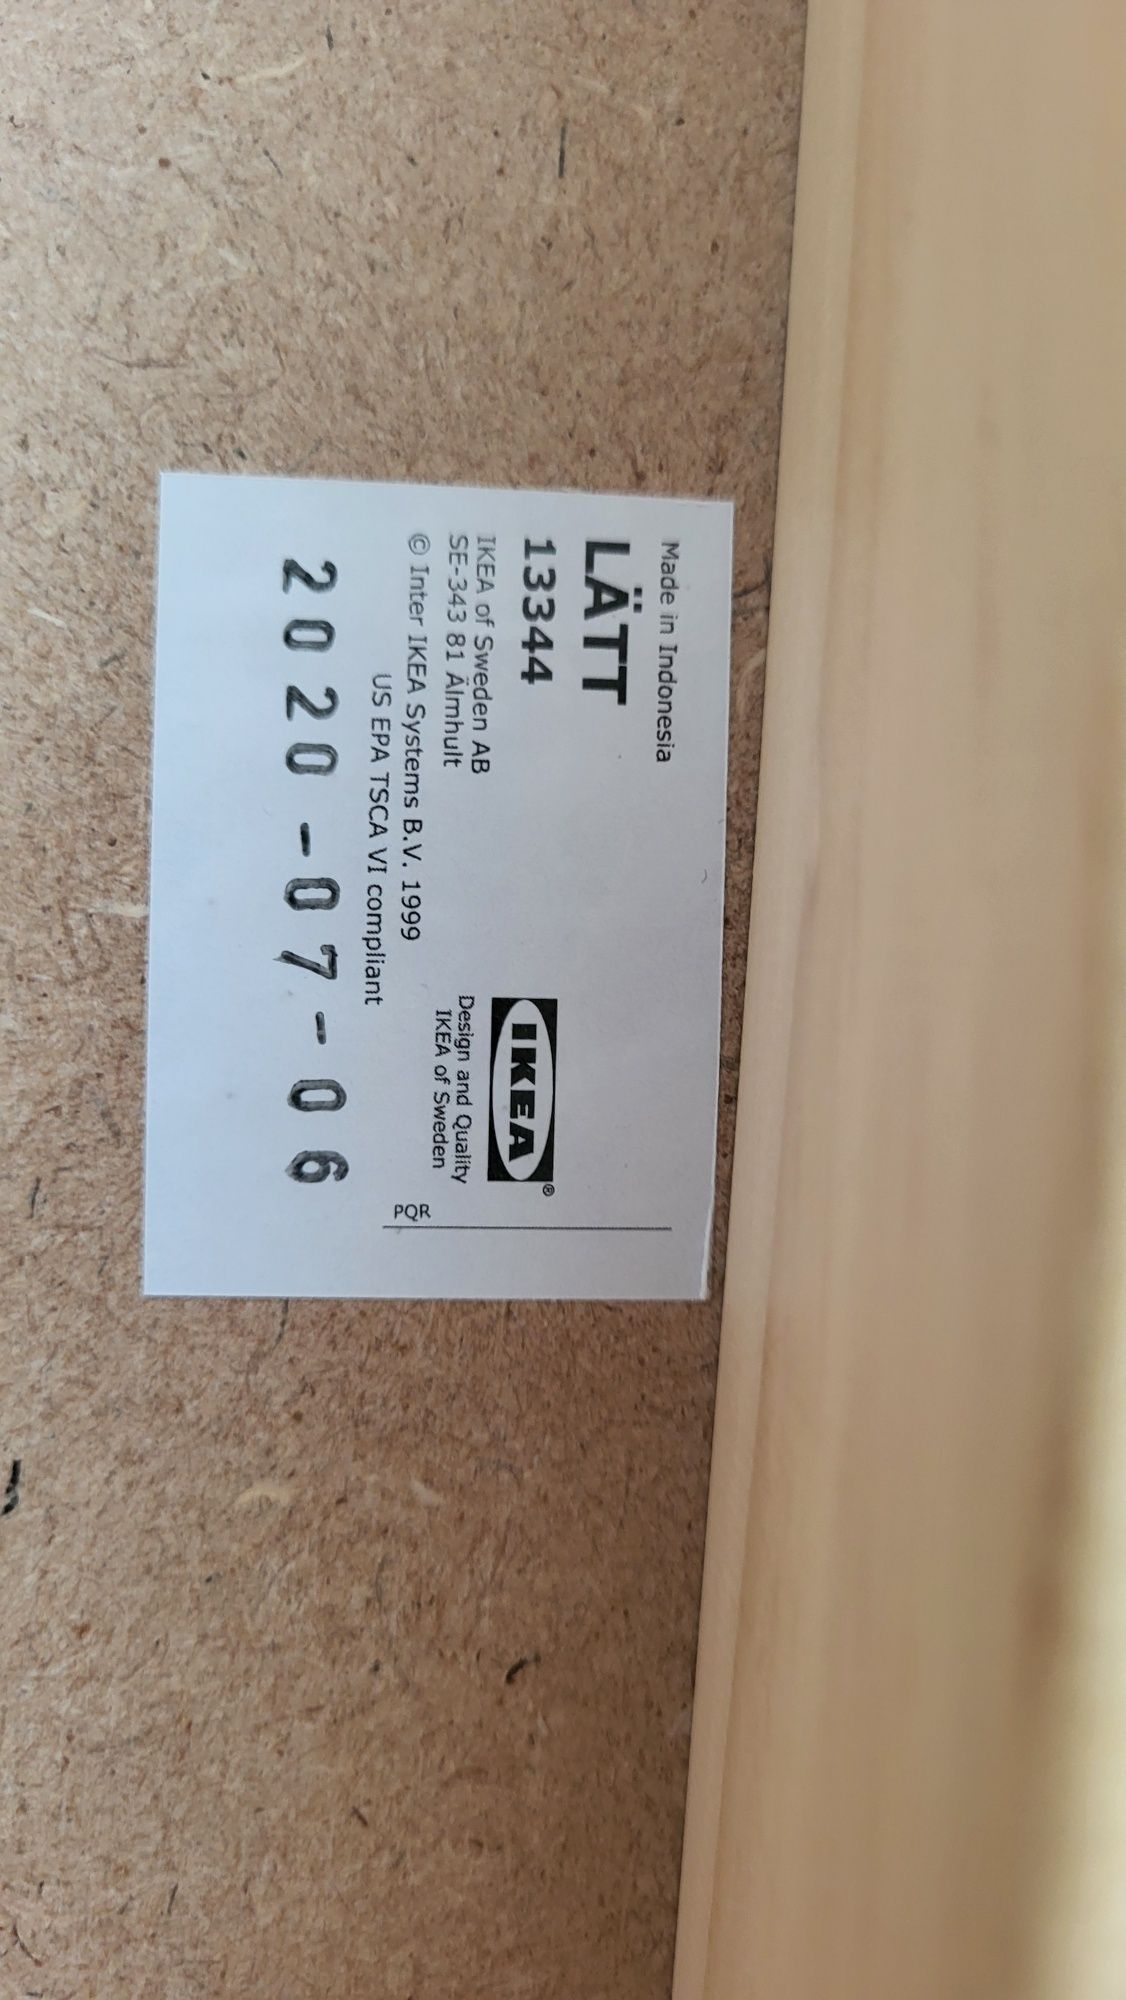 Made in Indonesia
LÄTT
13344
IKEA of Sweden AB
SE-343 81 Älmhult
© Inter IKEA Systems B.V. 1999
US EPA TSCA VI compliant
IKEA®
Design and Quality
IKEA of Sweden
PQR
2020-07-06